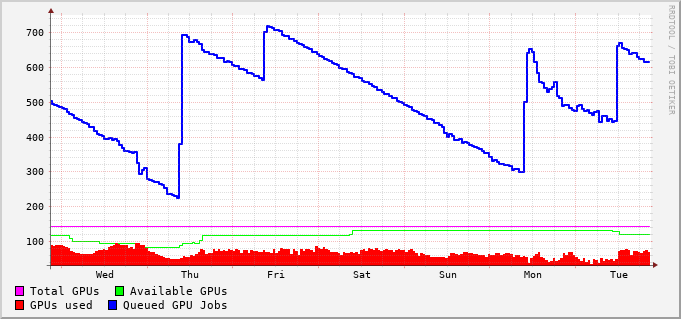 RRDTOOL / TOBI OETIKER
700
600
500
400
300
200
100
Wed Thu Fri Sat Sun Mon Tue
Total GPUs Available GPUs
GPUs used Queued GPU Jobs